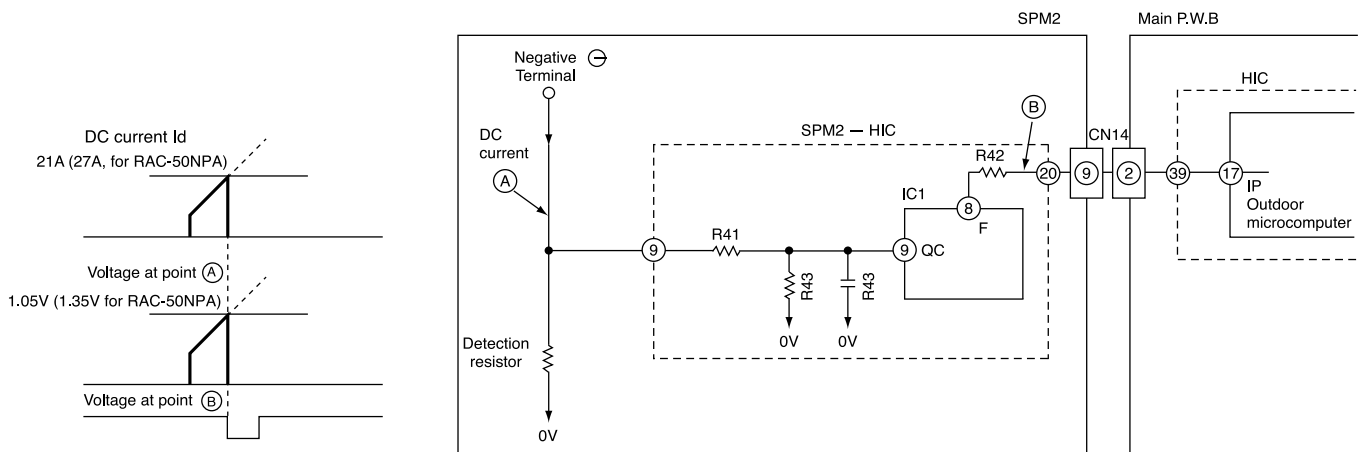 DC current Id
21A (27A, for RAC-50NPA)
Voltage at point A
1.05V (1.35V for RAC-50NPA)
Voltage at point B
SPM2
Main P.W.B
Negative ⊖
Terminal
DC
current
A
Detection
resistor
0V
SPM2 — HIC
9
R41
R43
0V
R43
0V
IC1
9 QC
8
F
R42
B
20
CN14
9
2
HIC
39
17
IP
Outdoor
microcomputer